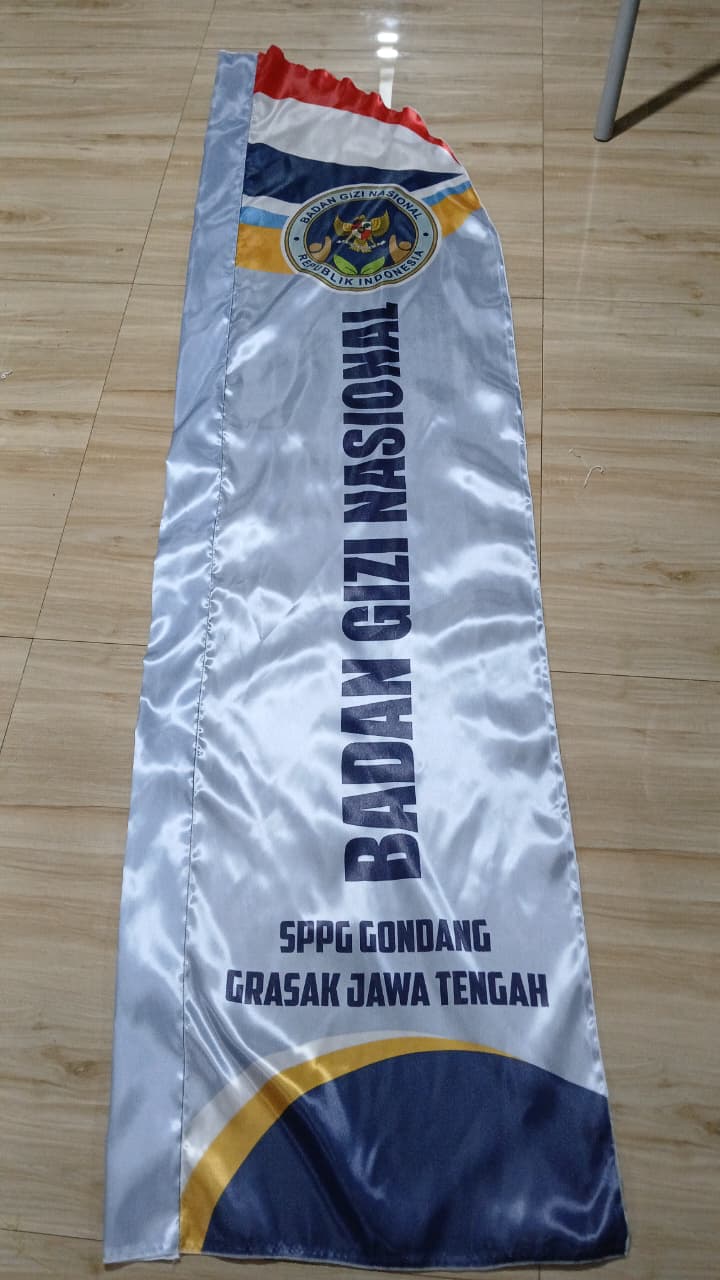 BADAN GIZI NASIONAL
REPUBLIK INDONESIA
BADAN GIZI NASIONAL
SPPG GONDANG
GRASAK JAWA TENGAH